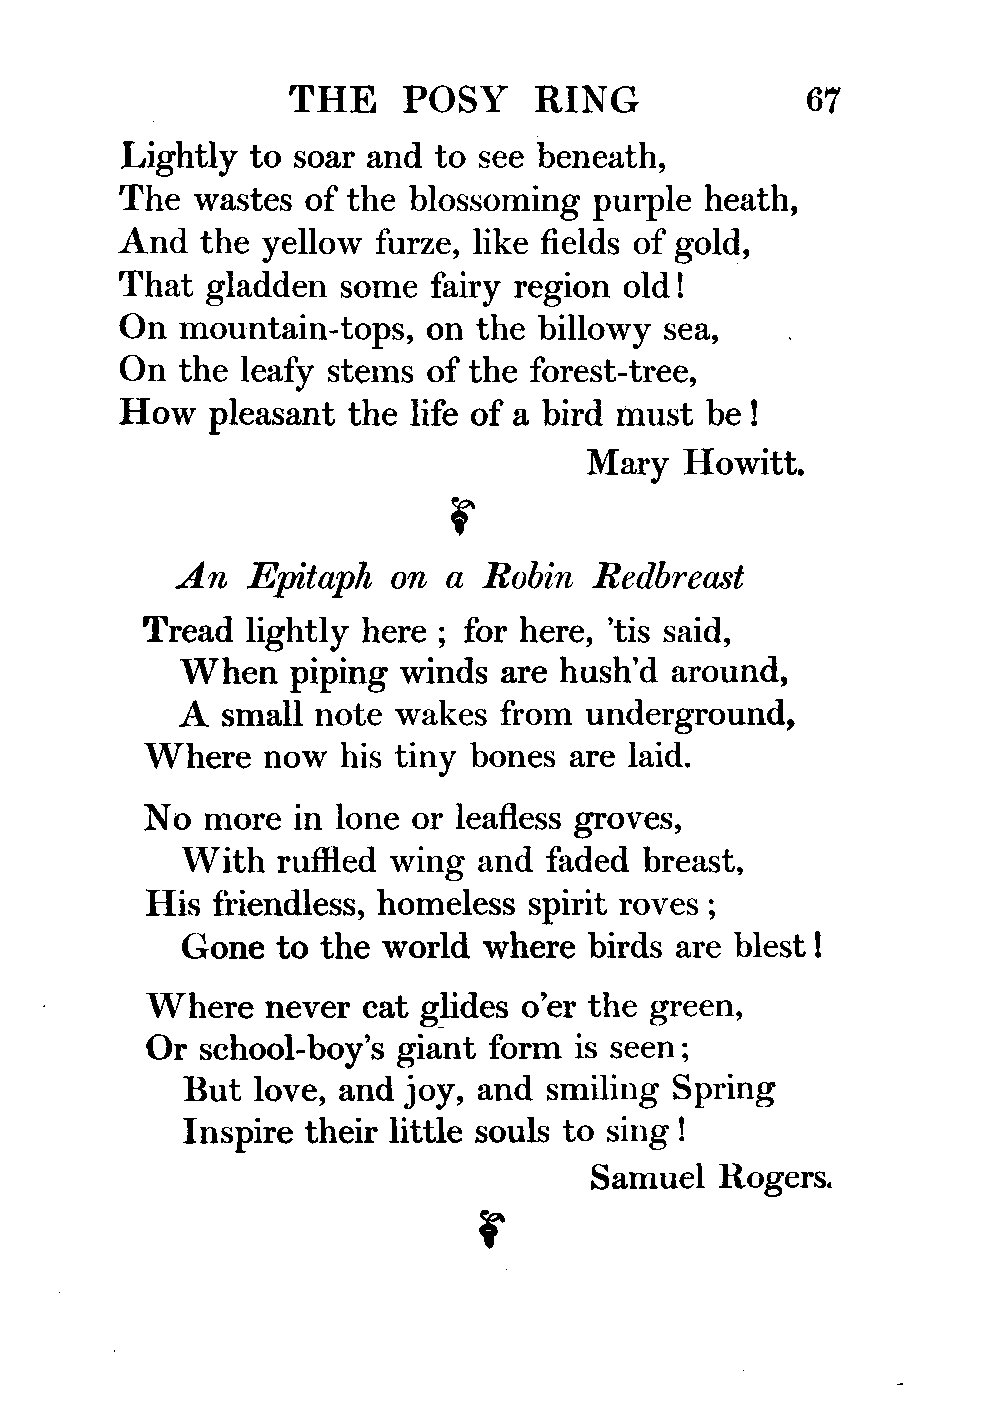 THE POSY RING 67
Lightly to soar and to see beneath,
The wastes of the blossoming purple heath,
And the yellow furze, like fields of gold,
That gladden some fairy region old!
On mountain-tops, on the billowy sea,
On the leafy stems of the forest-tree,
How pleasant the life of a bird must be!
Mary Howitt.
An Epitaph on a Robin Redbreast
Tread lightly here; for here, 'tis said,
When piping winds are hush'd around,
A small note wakes from underground,
Where now his tiny bones are laid.
No more in lone or leafless groves,
With ruffled wing and faded breast,
His friendless, homeless spirit roves;
Gone to the world where birds are blest!
Where never cat glides o'er the green,
Or school-boy's giant form is seen;
But love, and joy, and smiling Spring
Inspire their little souls to sing!
Samuel Rogers.